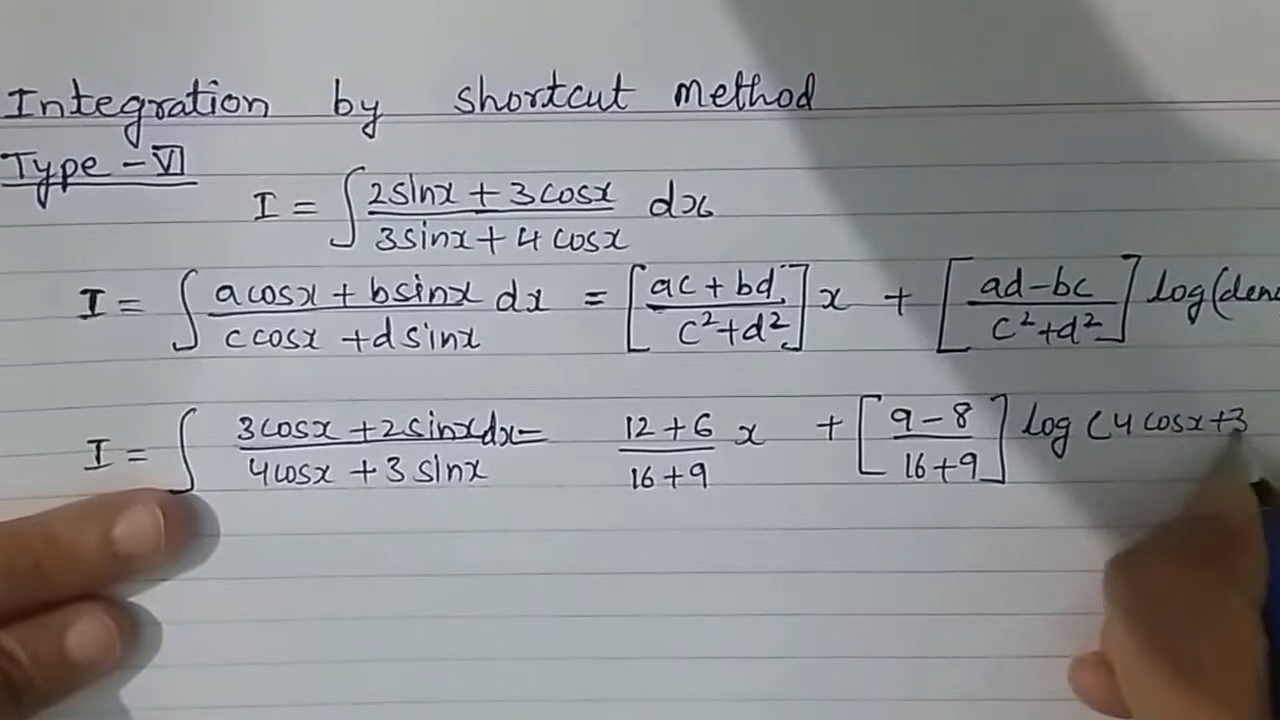 Integration by shortcut method
Type - VI
I = ∫ (2sinx + 3cosx)/(3sinx + 4cosx) dx
I = ∫ (acosx + bsinx)/(ccosx + dsinx) dx = [(ac + bd)/(c² + d²)] x + [(ad - bc)/(c² + d²)] log(deno
I = ∫ (3cosx + 2sinx)/(4cosx + 3sinx) dx = (12 + 6)/(16 + 9) x + [(9 - 8)/(16 + 9)] log(4cosx + 3